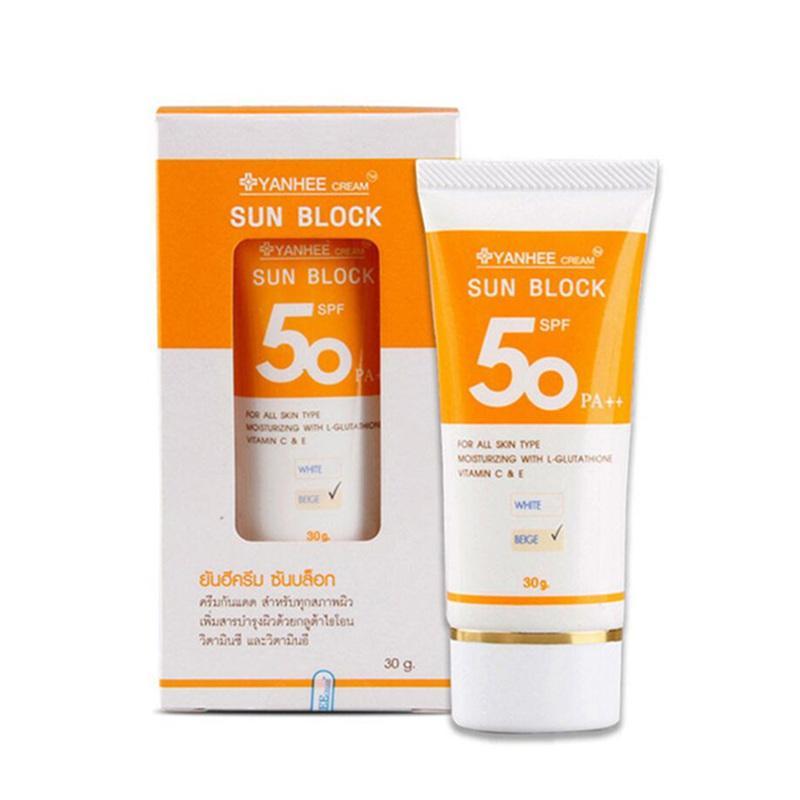 YANHEE CREAM
SUN BLOCK
YANHEE CREAM
SUN BLOCK
SPF
50
PA+
FOR ALL SKIN TYPE
MOISTURIZING WITH L-GLUTATHION
VITAMIN C & E
WHITE
BEIGE ✓
30g.
ยันฮีครีม ซันบล็อก
ครีมกันแดด สำหรับทุกสภาพผิว
เพิ่มสารบำรุงผิวด้วยกลูต้าไธโอน
วิตามินซี และวิตามินอี
30 g.
YANHEE CREAM
SUN BLOCK
SPF
50
PA++
FOR ALL SKIN TYPE
MOISTURIZING WITH L-GLUTATHIONE
VITAMIN C & E
WHITE
BEIGE ✓
30g.